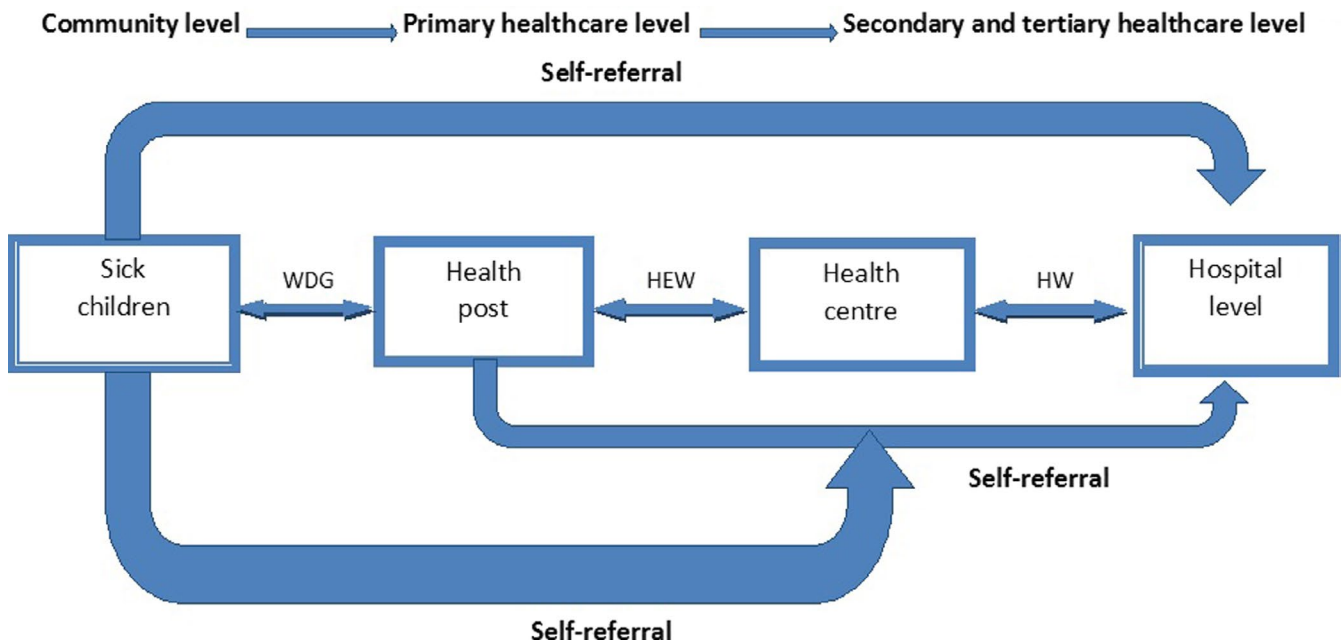 Community level Primary healthcare level Secondary and tertiary healthcare level
Self-referral
Sick
children
WDG
Health
post
HEW
Health
centre
HW
Hospital
level
Self-referral
Self-referral